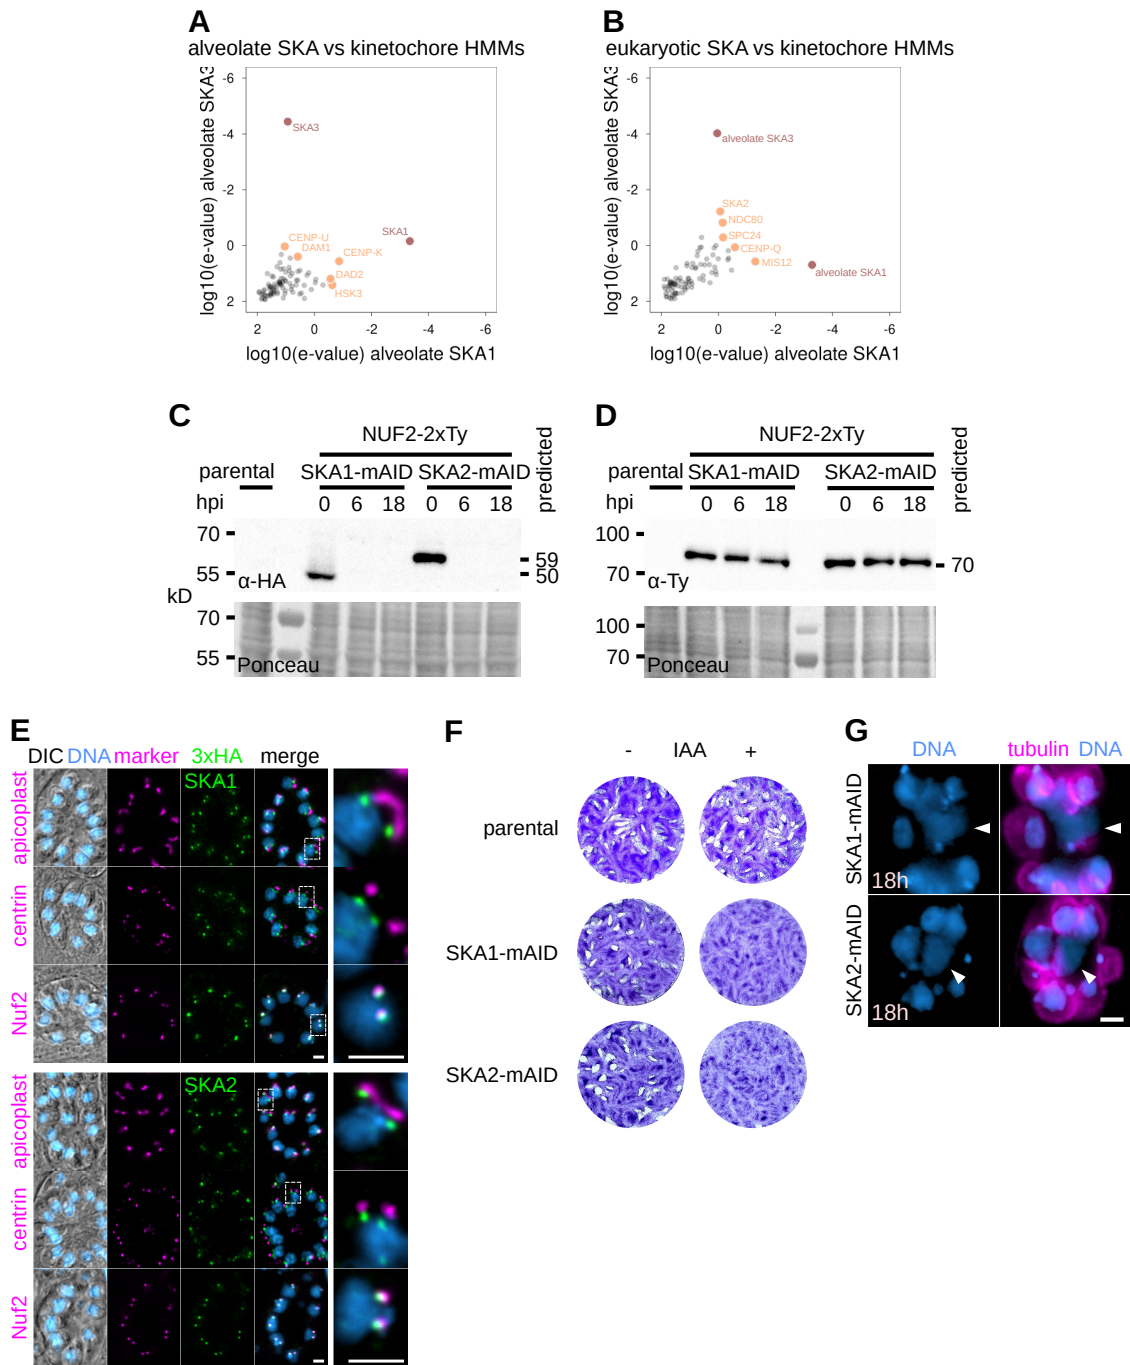 A
alveolate SKA vs kinetochore HMMs
log10(e-value) alveolate SKA3
-6
-4
-2
0
2
SKA3
SKA1
CENP-U
DAM1
CENP-K
DAD2
HSK3
2
0
-2
-4
-6
log10(e-value) alveolate SKA1
B
eukaryotic SKA vs kinetochore HMMs
log10(e-value) alveolate SKA3
-6
-4
-2
0
2
alveolate SKA3
SKA2
NDC80
SPC24
CENP-Q
MIS12
alveolate SKA1
2
0
-2
-4
-6
log10(e-value) alveolate SKA1
C
NUF2-2xTy
parental SKA1-mAID SKA2-mAID
predicted
hpi 0 6 18 0 6 18
70
55
α-HA
59
50
kD
70
55
Ponceau
D
NUF2-2xTy
parental SKA1-mAID SKA2-mAID
predicted
hpi 0 6 18 0 6 18
100
70
α-Ty
70
100
70
Ponceau
E
DIC DNA marker 3xHA merge
SKA1
apicoplast
centrin
Nuf2
SKA2
apicoplast
centrin
Nuf2
F
- IAA +
parental
SKA1-mAID
SKA2-mAID
G
DNA tubulin DNA
SKA1-mAID
18h
SKA2-mAID
18h